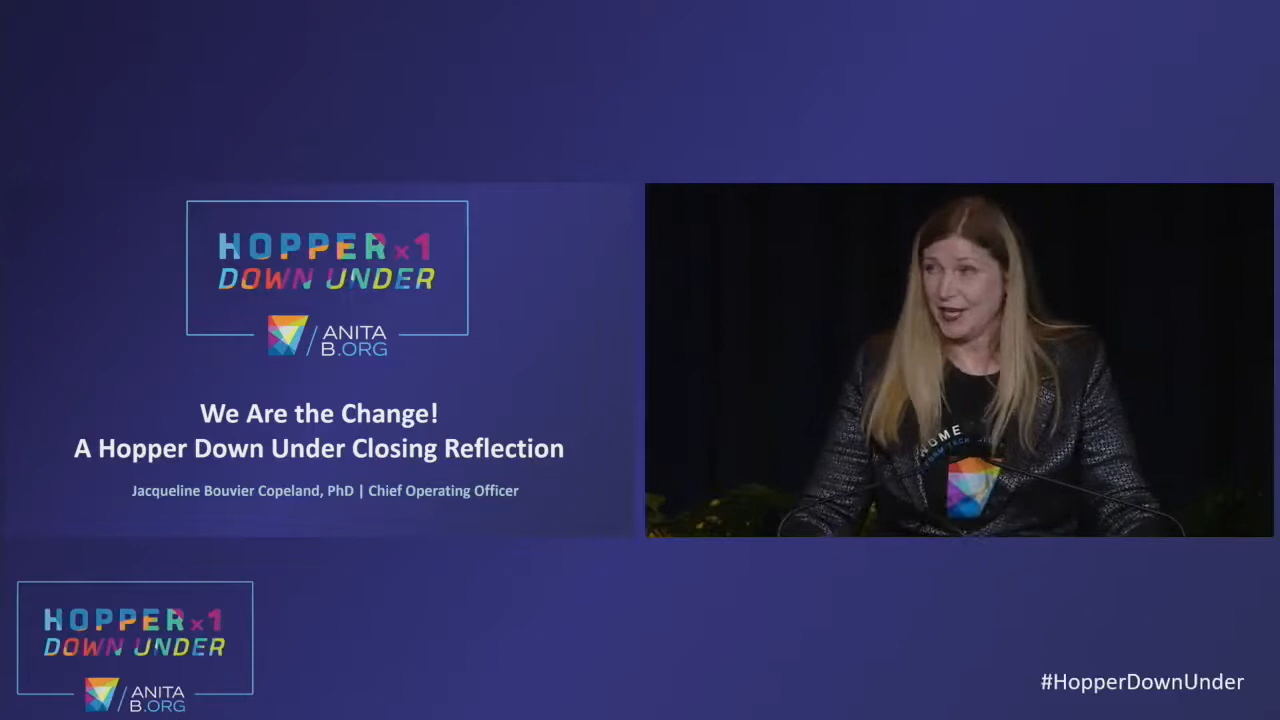 HOPPER x1
DOWN UNDER
ANITA
B.ORG
We Are the Change!
A Hopper Down Under Closing Reflection
Jacqueline Bouvier Copeland, PhD | Chief Operating Officer
HOPPER x1
DOWN UNDER
ANITA
B.ORG
#HopperDownUnder